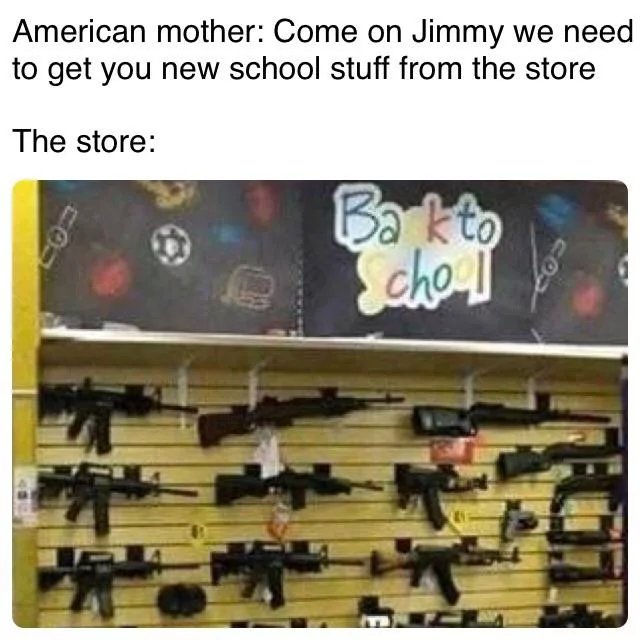 American mother: Come on Jimmy we need
to get you new school stuff from the store
The store:
Back to
School